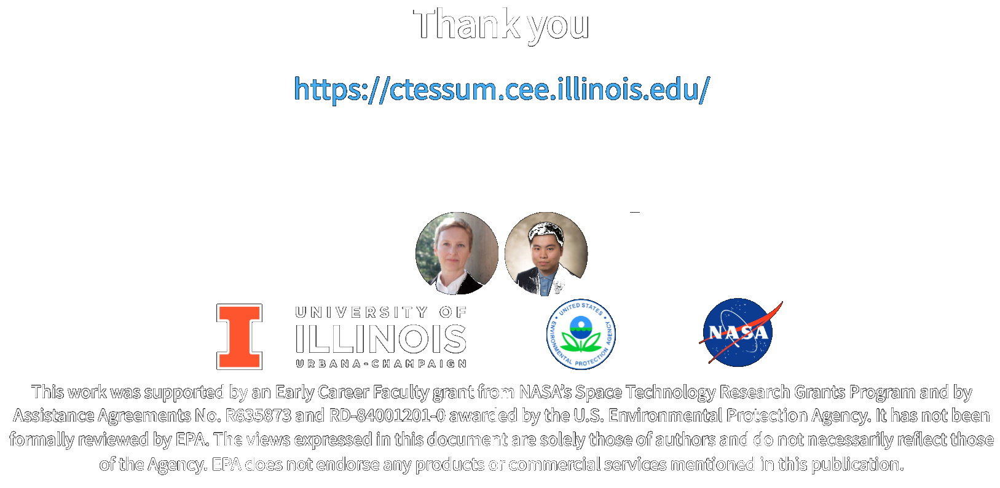 Thank you
https://ctessum.cee.illinois.edu/
UNIVERSITY OF
ILLINOIS
URBANA-CHAMPAIGN
UNITED STATES
ENVIRONMENTAL PROTECTION AGENCY
NASA
This work was supported by an Early Career Faculty grant from NASA’s Space Technology Research Grants Program and by
Assistance Agreements No. R835873 and RD-84001201-0 awarded by the U.S. Environmental Protection Agency. It has not been
formally reviewed by EPA. The views expressed in this document are solely those of authors and do not necessarily reflect those
of the Agency. EPA does not endorse any products or commercial services mentioned in this publication.